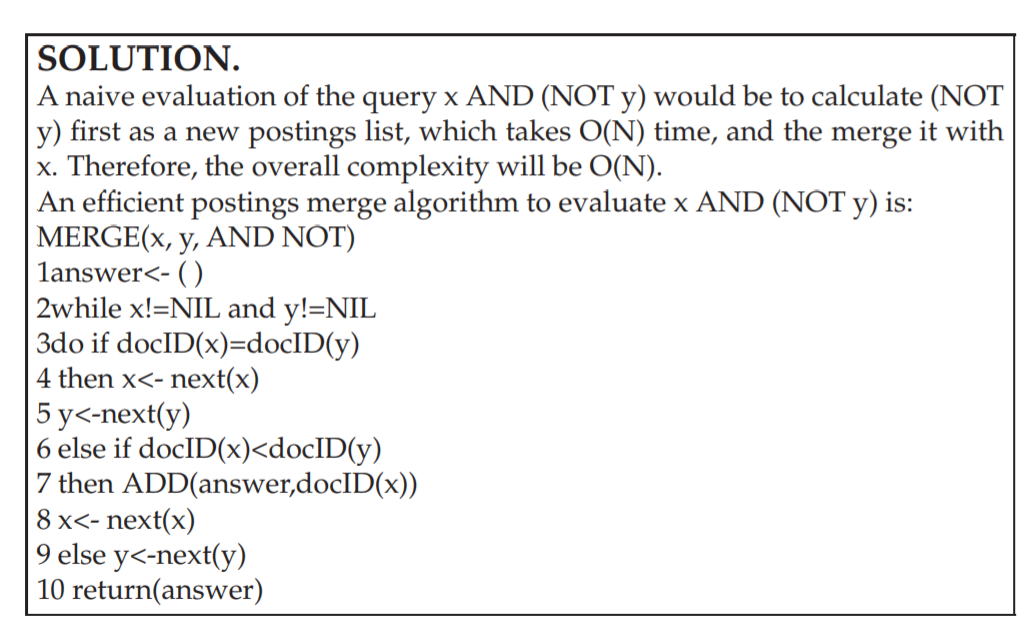 SOLUTION.
A naive evaluation of the query x AND (NOT y) would be to calculate (NOT
y) first as a new postings list, which takes O(N) time, and the merge it with
x. Therefore, the overall complexity will be O(N).
An efficient postings merge algorithm to evaluate x AND (NOT y) is:
MERGE(x, y, AND NOT)
1answer<- ( )
2while x!=NIL and y!=NIL
3do if docID(x)=docID(y)
4 then x<- next(x)
5 y<-next(y)
6 else if docID(x)<docID(y)
7 then ADD(answer,docID(x))
8 x<- next(x)
9 else y<-next(y)
10 return(answer)